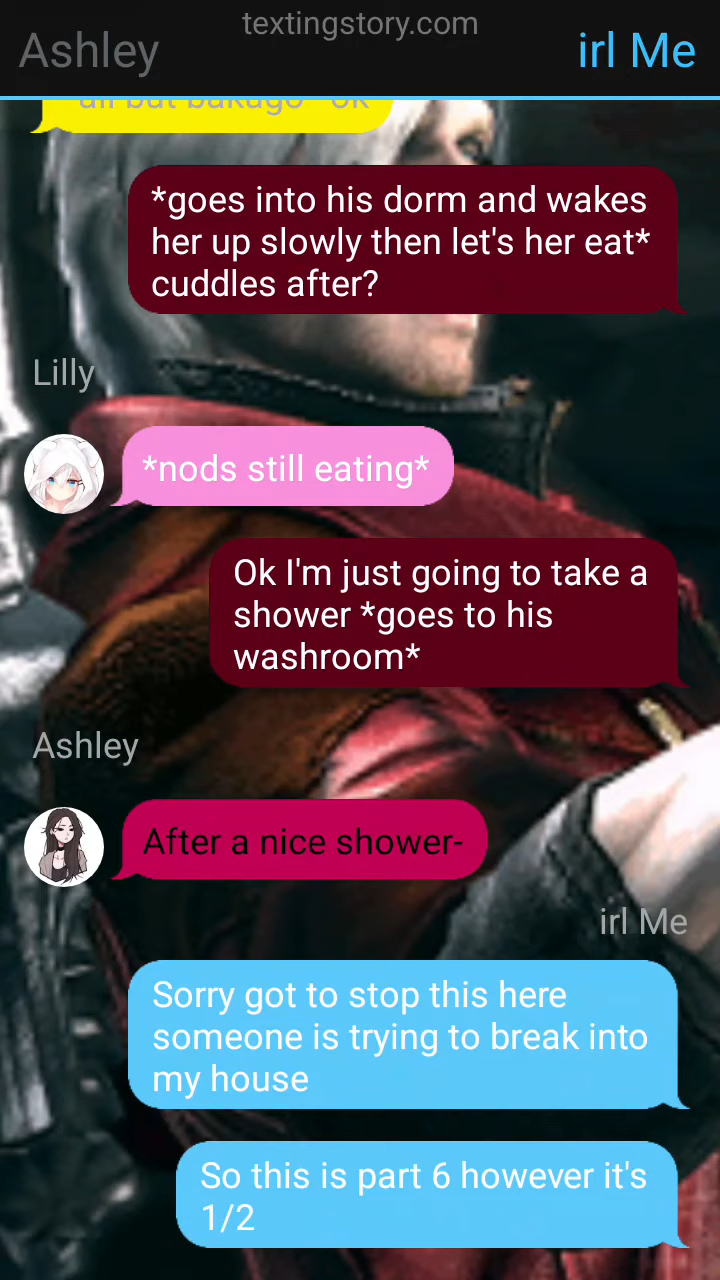 textingstory.com
Ashley
irl Me
all but bakugo
*goes into his dorm and wakes
her up slowly then let's her eat*
cuddles after?
Lilly
*nods still eating*
Ok I'm just going to take a
shower *goes to his
washroom*
Ashley
After a nice shower-
irl Me
Sorry got to stop this here
someone is trying to break into
my house
So this is part 6 however it's
1/2